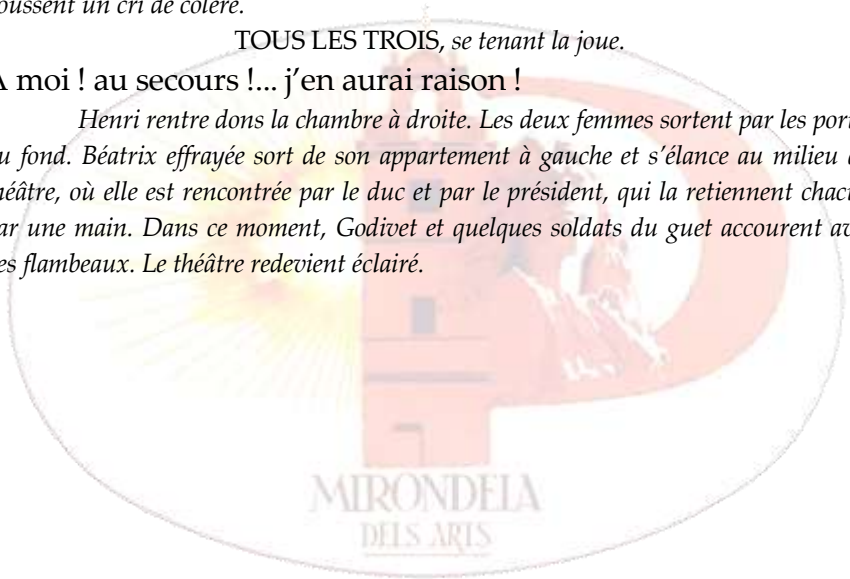 oussent un cri de colère.
TOUS LES TROIS, se tenant la joue.
À moi ! au secours !... j'en aurai raison !
Henri rentre dons la chambre à droite. Les deux femmes sortent par les por
u fond. Béatrix effrayée sort de son appartement à gauche et s'élance au milieu
héâtre, où elle est rencontrée par le duc et par le président, qui la retiennent chac
ar une main. Dans ce moment, Godivet et quelques soldats du guet accourent av
es flambeaux. Le théâtre redevient éclairé.
MIRONDELA
DELS ARTS